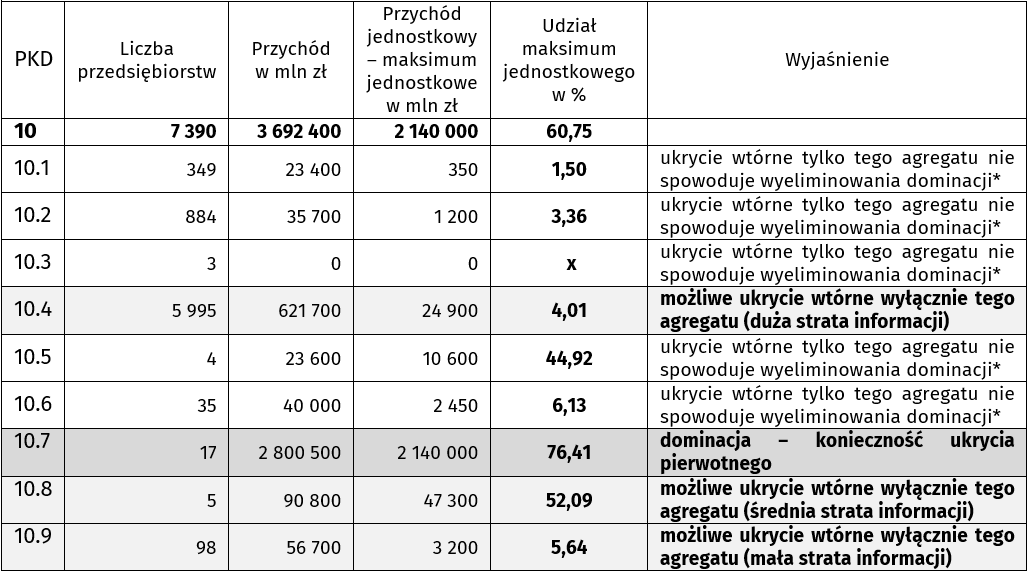 PKD | Liczba przedsiębiorstw | Przychód w mln zł | Przychód jednostkowy – maksimum jednostkowe w mln zł | Udział maksimum jednostkowego w % | Wyjaśnienie
10 | 7 390 | 3 692 400 | 2 140 000 | 60,75 |
10.1 | 349 | 23 400 | 350 | 1,50 | ukrycie wtórne tylko tego agregatu nie spowoduje wyeliminowania dominacji*
10.2 | 884 | 35 700 | 1 200 | 3,36 | ukrycie wtórne tylko tego agregatu nie spowoduje wyeliminowania dominacji*
10.3 | 3 | 0 | 0 | x | ukrycie wtórne tylko tego agregatu nie spowoduje wyeliminowania dominacji*
10.4 | 5 995 | 621 700 | 24 900 | 4,01 | możliwe ukrycie wtórne wyłącznie tego agregatu (duża strata informacji)
10.5 | 4 | 23 600 | 10 600 | 44,92 | ukrycie wtórne tylko tego agregatu nie spowoduje wyeliminowania dominacji*
10.6 | 35 | 40 000 | 2 450 | 6,13 | ukrycie wtórne tylko tego agregatu nie spowoduje wyeliminowania dominacji*
10.7 | 17 | 2 800 500 | 2 140 000 | 76,41 | dominacja – konieczność ukrycia pierwotnego
10.8 | 5 | 90 800 | 47 300 | 52,09 | możliwe ukrycie wtórne wyłącznie tego agregatu (średnia strata informacji)
10.9 | 98 | 56 700 | 3 200 | 5,64 | możliwe ukrycie wtórne wyłącznie tego agregatu (mała strata informacji)